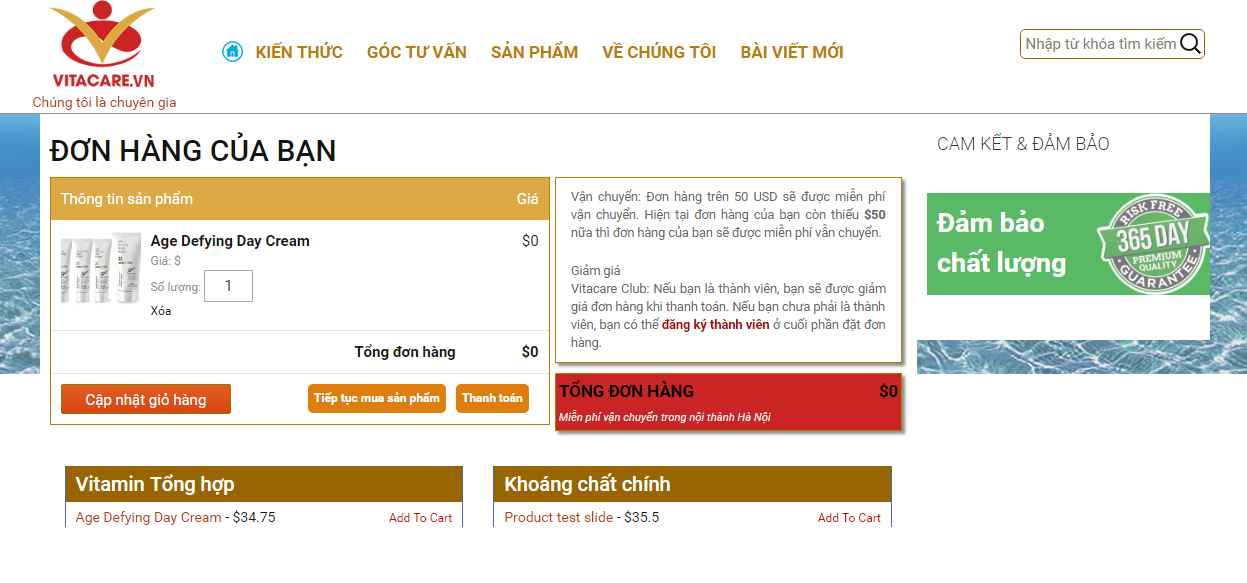 VITACARE.VN
Chúng tôi là chuyên gia
KIẾN THỨC GÓC TƯ VẤN SẢN PHẨM VỀ CHÚNG TÔI BÀI VIẾT MỚI
Nhập từ khóa tìm kiếm
ĐƠN HÀNG CỦA BẠN
Thông tin sản phẩm Giá
Age Defying Day Cream $0
Giá: $
Số lượng: 1
Xóa
Tổng đơn hàng $0
Cập nhật giỏ hàng Tiếp tục mua sản phẩm Thanh toán
Vận chuyển: Đơn hàng trên 50 USD sẽ được miễn phí
vận chuyển. Hiện tại đơn hàng của bạn còn thiếu $50
nữa thì đơn hàng của bạn sẽ được miễn phí vẫn chuyển.
Giảm giá
Vitacare Club: Nếu bạn là thành viên, bạn sẽ được giảm
giá đơn hàng khi thanh toán. Nếu bạn chưa phải là thành
viên, bạn có thể đăng ký thành viên ở cuối phần đặt đơn
hàng.
TỔNG ĐƠN HÀNG $0
Miễn phí vận chuyển trong nội thành Hà Nội
CAM KẾT & ĐẢM BẢO
Đảm bảo
chất lượng
RISK FREE
365 DAY
PREMIUM
QUALITY
GUARANTEE
Vitamin Tổng hợp
Age Defying Day Cream - $34.75 Add To Cart
Khoáng chất chính
Product test slide - $35.5 Add To Cart